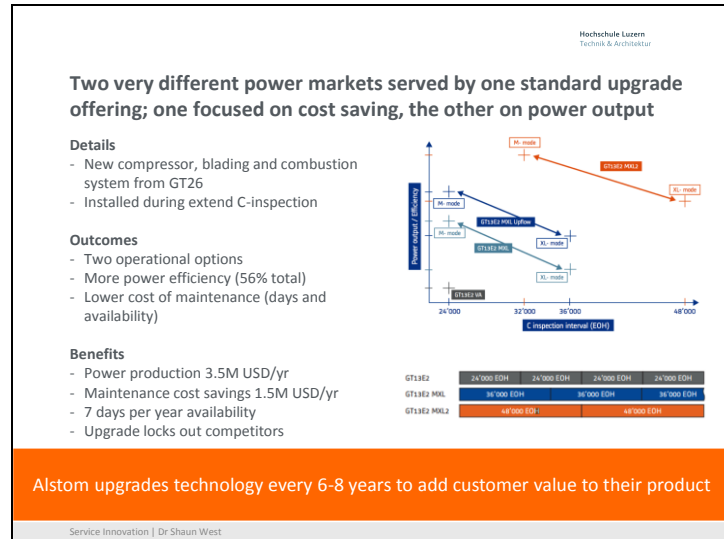 Hochschule Luzern
Technik & Architektur
Two very different power markets served by one standard upgrade
offering; one focused on cost saving, the other on power output
Details
- New compressor, blading and combustion
system from GT26
- Installed during extend C-inspection
Outcomes
- Two operational options
- More power efficiency (56% total)
- Lower cost of maintenance (days and
availability)
Benefits
- Power production 3.5M USD/yr
- Maintenance cost savings 1.5M USD/yr
- 7 days per year availability
- Upgrade locks out competitors
Power output / Efficiency
M- mode
GT13E2 MXL2
XL- mode
M- mode
GT13E2 MXL Upflow
XL- mode
M- mode
GT13E2 MXL
XL- mode
GT13E2 VA
24'000 32'000 36'000 48'000
C inspection interval (EOH)
GT13E2 24'000 EOH 24'000 EOH 24'000 EOH 24'000 EOH
GT13E2 MXL 36'000 EOH 36'000 EOH 36'000 EOH
GT13E2 MXL2 48'000 EOH 48'000 EOH
Alstom upgrades technology every 6-8 years to add customer value to their product
Service Innovation | Dr Shaun West